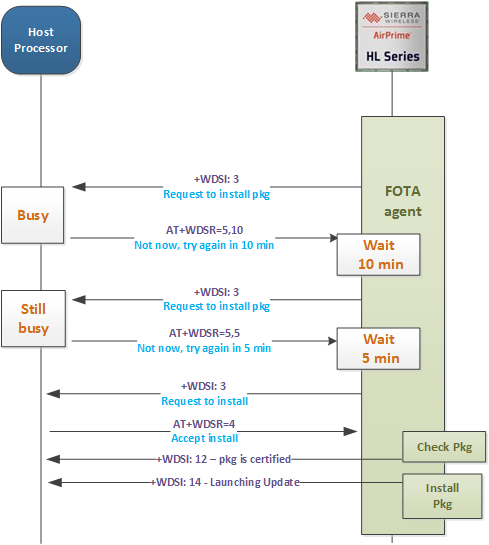 Host
Processor
SIERRA
WIRELESS
AirPrime
HL Series
FOTA
agent
+WDSI: 3
Request to install pkg
Busy
AT+WDSR=5,10
Not now, try again in 10 min
Wait
10 min
+WDSI: 3
Request to install pkg
Still
busy
AT+WDSR=5,5
Not now, try again in 5 min
Wait
5 min
+WDSI: 3
Request to install
AT+WDSR=4
Accept install
Check Pkg
+WDSI: 12 – pkg is certified
+WDSI: 14 - Launching Update
Install
Pkg